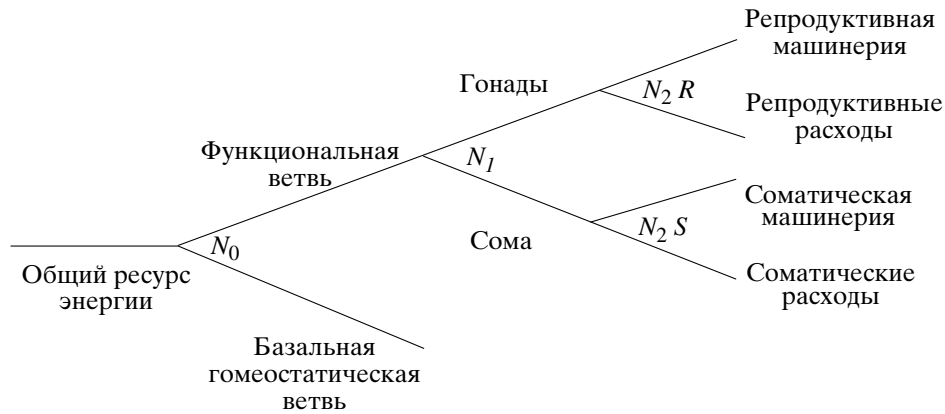 Репродуктивная
машинерия
Гонады
N₂ R
Репродуктивные
расходы
Функциональная
ветвь
N₁
Соматическая
машинерия
N₂ S
Сома
N₀
Общий ресурс
энергии
Соматические
расходы
Базальная
гомеостатическая
ветвь